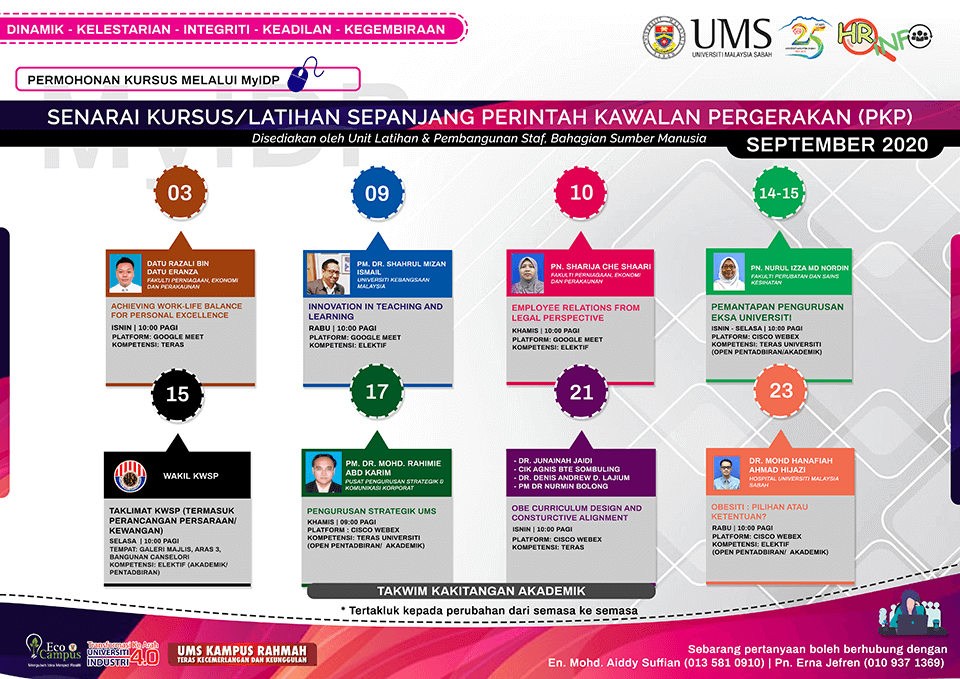 DINAMIK - KELESTARIAN - INTEGRITI - KEADILAN - KEGEMBIRAAN
UMS
UNIVERSITI MALAYSIA SABAH
25
HR
INFO
PERMOHONAN KURSUS MELALUI MyIDP
MyIDP
SENARAI KURSUS/LATIHAN SEPANJANG PERINTAH KAWALAN PERGERAKAN (PKP)
Disediakan oleh Unit Latihan & Pembangunan Staf, Bahagian Sumber Manusia
SEPTEMBER 2020
03
DATU RAZALI BIN
DATU ERANZA
FAKULTI PERNIAGAAN, EKONOMI
DAN PERAKAUNAN
ACHIEVING WORK-LIFE BALANCE
FOR PERSONAL EXCELLENCE
ISNIN | 10:00 PAGI
PLATFORM: GOOGLE MEET
KOMPETENSI: TERAS
09
PM. DR. SHAHRUL MIZAN
ISMAIL
UNIVERSITI KEBANGSAAN
MALAYSIA
INNOVATION IN TEACHING AND
LEARNING
RABU | 10:00 PAGI
PLATFORM: GOOGLE MEET
KOMPETENSI: ELEKTIF
10
PN. SHARIJA CHE SHAARI
FAKULTI PERNIAGAAN, EKONOMI
DAN PERAKAUNAN
EMPLOYEE RELATIONS FROM
LEGAL PERSPECTIVE
KHAMIS | 10:00 PAGI
PLATFORM: GOOGLE MEET
KOMPETENSI: ELEKTIF
14-15
PN. NURUL IZZA MD NORDIN
FAKULTI PERUBATAN DAN SAINS
KESIHATAN
PEMANTAPAN PENGURUSAN
EKSA UNIVERSITI
ISNIN - SELASA | 10:00 PAGI
PLATFORM: CISCO WEBEX
KOMPETENSI: TERAS UNIVERSITI
(OPEN PENTADBIRAN/AKADEMIK)
15
WAKIL KWSP
TAKLIMAT KWSP (TERMASUK
PERANCANGAN PERSARAAN/
KEWANGAN)
SELASA | 10:00 PAGI
TEMPAT: GALERI MAJLIS, ARAS 3,
BANGUNAN CANSELORI
KOMPETENSI: ELEKTIF (AKADEMIK/
PENTADBIRAN)
17
PM. DR. MOHD. RAHIMIE
ABD KARIM
PUSAT PENGURUSAN STRATEGIK &
KOMUNIKASI KORPORAT
PENGURUSAN STRATEGIK UMS
KHAMIS | 09:00 PAGI
PLATFORM : CISCO WEBEX
KOMPETENSI: TERAS UNIVERSITI
(OPEN PENTADBIRAN/ AKADEMIK)
21
- DR. JUNAINAH JAIDI
- CIK AGNIS BTE SOMBULING
- DR. DENIS ANDREW D. LAJIUM
- PM DR NURMIN BOLONG
OBE CURRICULUM DESIGN AND
CONSTURCTIVE ALIGNMENT
ISNIN | 10:00 PAGI
PLATFORM: CISCO WEBEX
KOMPETENSI: TERAS
23
DR. MOHD HANAFIAH
AHMAD HIJAZI
HOSPITAL UNIVERSITI MALAYSIA
SABAH
OBESITI : PILIHAN ATAU
KETENTUAN?
RABU | 10:00 PAGI
PLATFORM: CISCO WEBEX
KOMPETENSI: ELEKTIF
(OPEN PENTADBIRAN/ AKADEMIK)
TAKWIM KAKITANGAN AKADEMIK
* Tertakluk kepada perubahan dari semasa ke semasa
Eco
Campus
Transformasi Ke Arah
UNIVERSITI
INDUSTRI 4.0
UMS KAMPUS RAHMAH
TERAS KECEMERLANGAN DAN KEUNGGULAN
Sebarang pertanyaan boleh berhubung dengan
En. Mohd. Aiddy Suffian (013 581 0910) | Pn. Erna Jefren (010 937 1369)